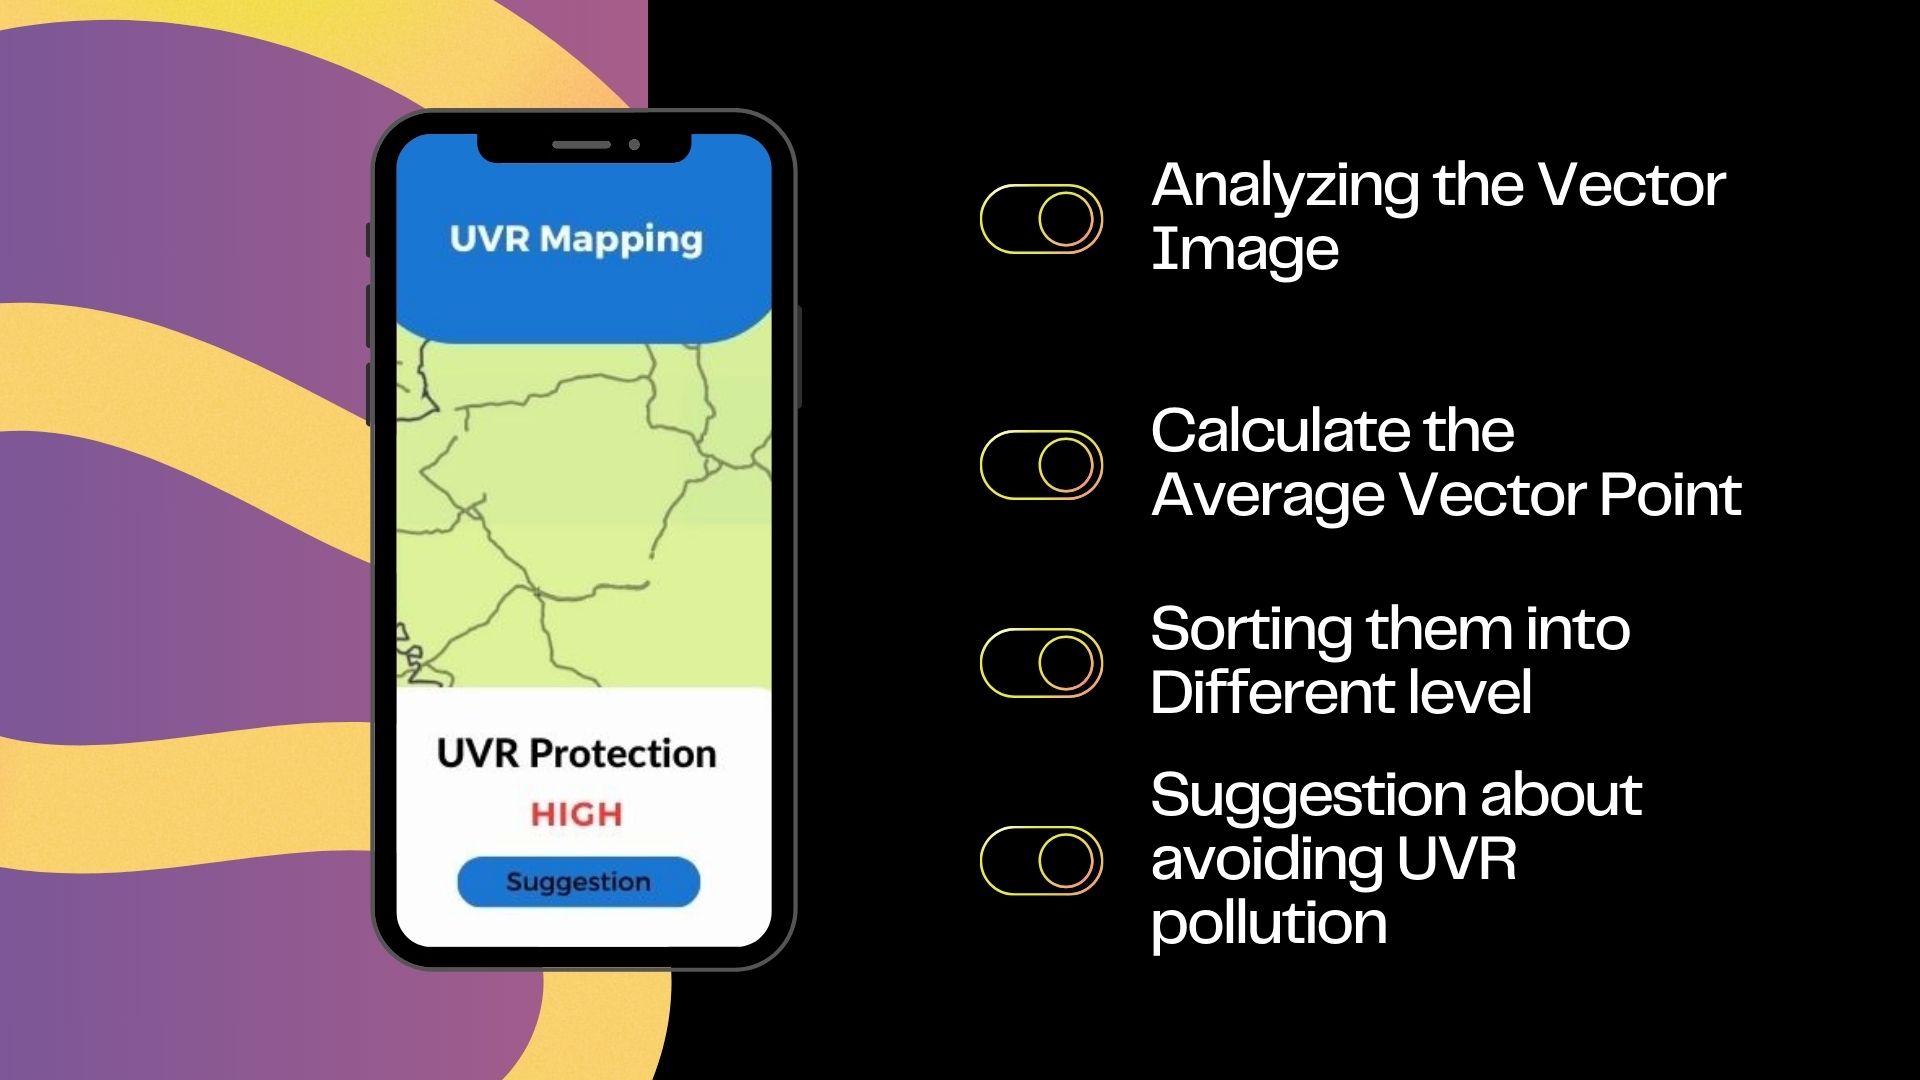 UVR Mapping
UVR Protection
HIGH
Suggestion
Analyzing the Vector
Image
Calculate the
Average Vector Point
Sorting them into
Different level
Suggestion about
avoiding UVR
pollution